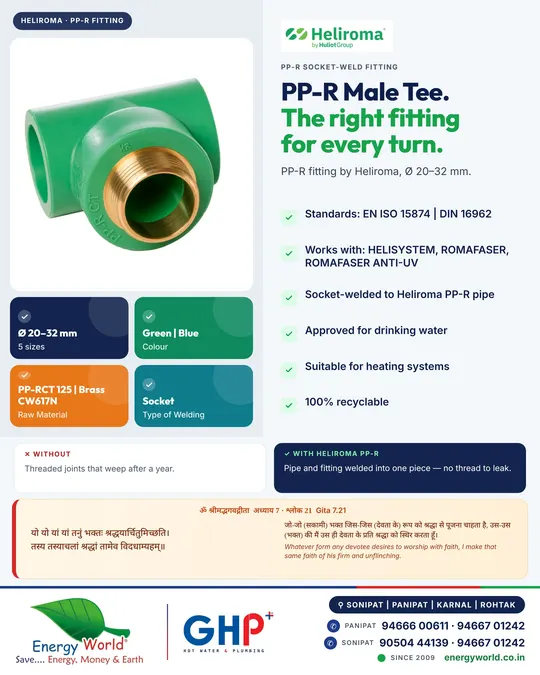 HELIROMA · PP-R FITTING
Heliroma®
by HuliotGroup
PP-R SOCKET-WELD FITTING
PP-R Male Tee.
The right fitting
for every turn.
PP-R fitting by Heliroma, Ø 20–32 mm.
PP-RCT
Standards: EN ISO 15874 | DIN 16962
Works with: HELISYSTEM, ROMAFASER,
ROMAFASER ANTI-UV
Socket-welded to Heliroma PP-R pipe
Approved for drinking water
Suitable for heating systems
100% recyclable
Ø 20–32 mm
5 sizes
Green | Blue
Colour
PP-RCT 125 | Brass
CW617N
Raw Material
Socket
Type of Welding
✕ WITHOUT
Threaded joints that weep after a year.
✓ WITH HELIROMA PP-R
Pipe and fitting welded into one piece — no thread to leak.
ॐ श्रीमद्भगवद्गीता अध्याय 7 · श्लोक 21 Gita 7.21
यो यो यां यां तनुं भक्तः श्रद्धयार्चितुमिच्छति।
तस्य तस्याचलां श्रद्धां तामेव विदधाम्यहम्॥
जो-जो (सकामी) भक्त जिस-जिस (देवता के) रूप को श्रद्धा से पूजना चाहता है, उस-उस
(भक्त) की मैं उस ही देवता के प्रति श्रद्धा को स्थिर करता हूँ।
Whatever form any devotee desires to worship with faith, I make that
same faith of his firm and unflinching.
Energy World
Save.... Energy, Money & Earth
GHP+
HOT WATER & PLUMBING
SONIPAT | PANIPAT | KARNAL | ROHTAK
PANIPAT 94666 00611 · 94667 01242
SONIPAT 90504 44139 · 94667 01242
SINCE 2009 energyworld.co.in